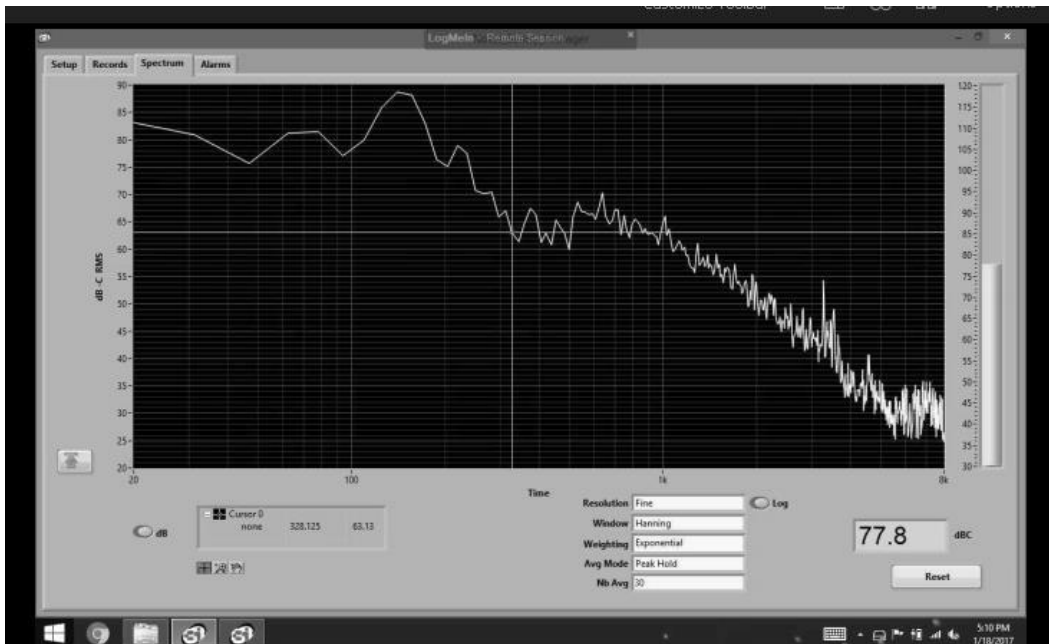 Customize Toolbar
LogMeIn - Remote Session
Setup Records Spectrum Alarms
90
85
80
75
70
65
60
55
50
45
40
35
30
25
20
dB -C RMS
20 100 1k 8k
Time
120
115
110
105
100
95
90
85
80
75
70
65
60
55
50
45
40
35
30
dB
Cursor 0
none 328.125 63.13
Resolution Fine
Log
Window Hanning
Weighting Exponential
Avg Mode Peak Hold
Nb Avg 30
77.8 dBC
Reset
5:10 PM
1/18/2017